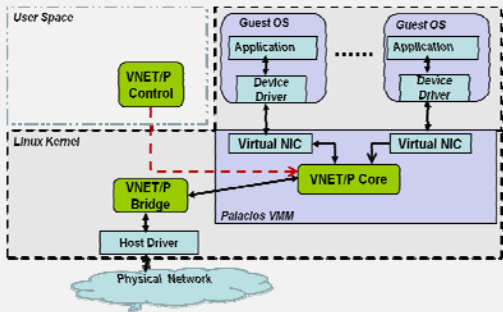 User Space
Guest OS
Application
Device
Driver
......
Guest OS
Application
Device
Driver
VNET/P
Control
Linux Kernel
Virtual NIC
Virtual NIC
VNET/P Core
VNET/P
Bridge
Palacios VMM
Host Driver
Physical Network